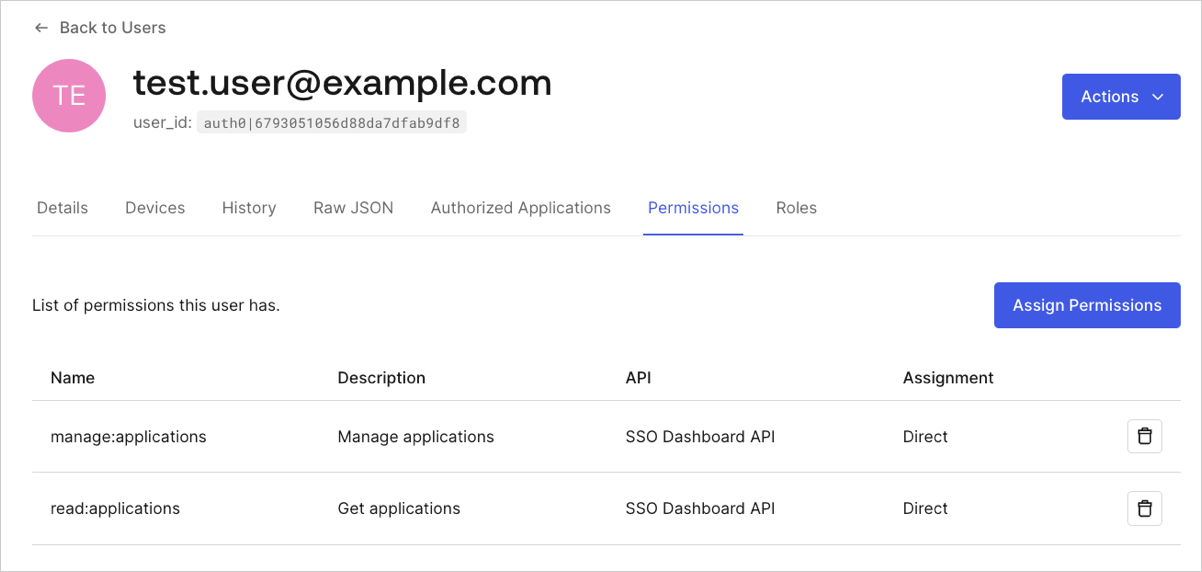 ← Back to Users
TE
test.user@example.com
user_id: auth0|6793051056d88da7dfab9df8
Actions
Details Devices History Raw JSON Authorized Applications Permissions Roles
List of permissions this user has.
Assign Permissions
Name Description API Assignment
manage:applications Manage applications SSO Dashboard API Direct
read:applications Get applications SSO Dashboard API Direct